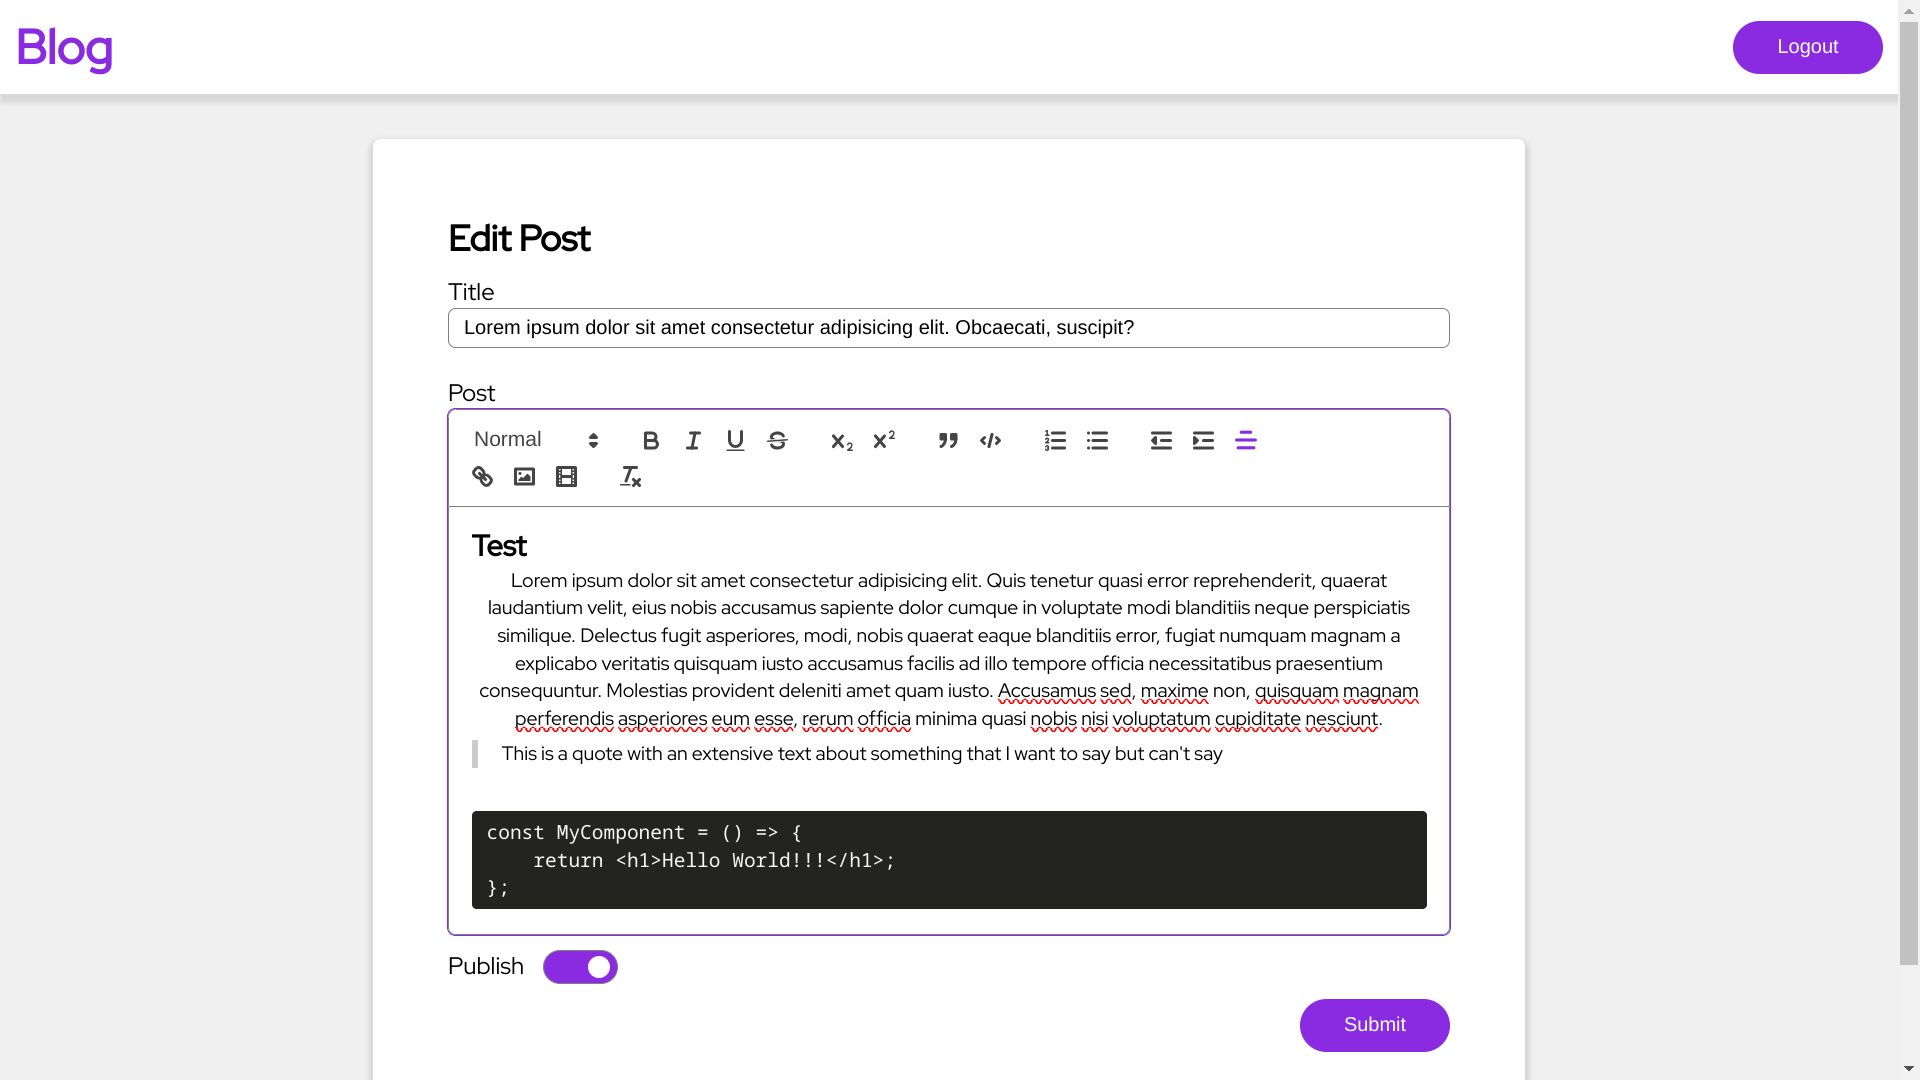 Blog
Logout
Edit Post
Title
Lorem ipsum dolor sit amet consectetur adipisicing elit. Obcaecati, suscipit?
Post
Normal
Test
Lorem ipsum dolor sit amet consectetur adipisicing elit. Quis tenetur quasi error reprehenderit, quaerat
laudantium velit, eius nobis accusamus sapiente dolor cumque in voluptate modi blanditiis neque perspiciatis
similique. Delectus fugit asperiores, modi, nobis quaerat eaque blanditiis error, fugiat numquam magnam a
explicabo veritatis quisquam iusto accusamus facilis ad illo tempore officia necessitatibus praesentium
consequuntur. Molestias provident deleniti amet quam iusto. Accusamus sed, maxime non, quisquam magnam
perferendis asperiores eum esse, rerum officia minima quasi nobis nisi voluptatum cupiditate nesciunt.
This is a quote with an extensive text about something that I want to say but can't say
const MyComponent = () => {
    return <h1>Hello World!!!</h1>;
};
Publish
Submit